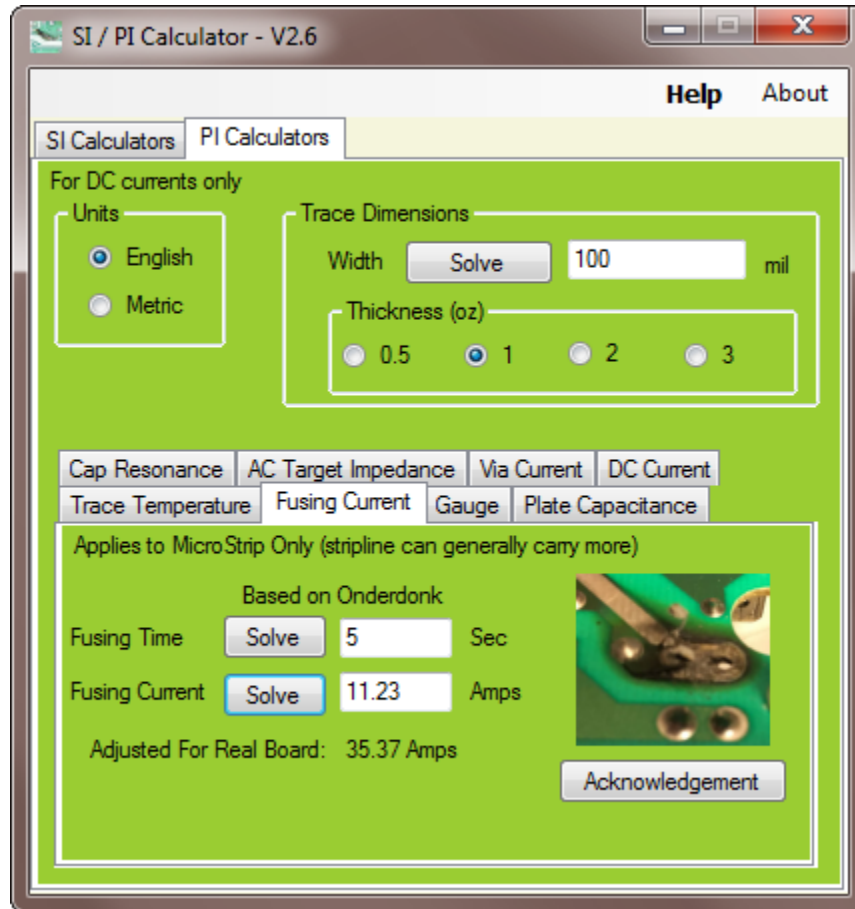 SI / PI Calculator - V2.6
Help About
SI Calculators PI Calculators
For DC currents only
Units
English
Metric
Trace Dimensions
Width Solve 100 mil
Thickness (oz)
0.5 1 2 3
Cap Resonance AC Target Impedance Via Current DC Current
Trace Temperature Fusing Current Gauge Plate Capacitance
Applies to MicroStrip Only (stripline can generally carry more)
Based on Onderdonk
Fusing Time Solve 5 Sec
Fusing Current Solve 11.23 Amps
Adjusted For Real Board: 35.37 Amps
Acknowledgement